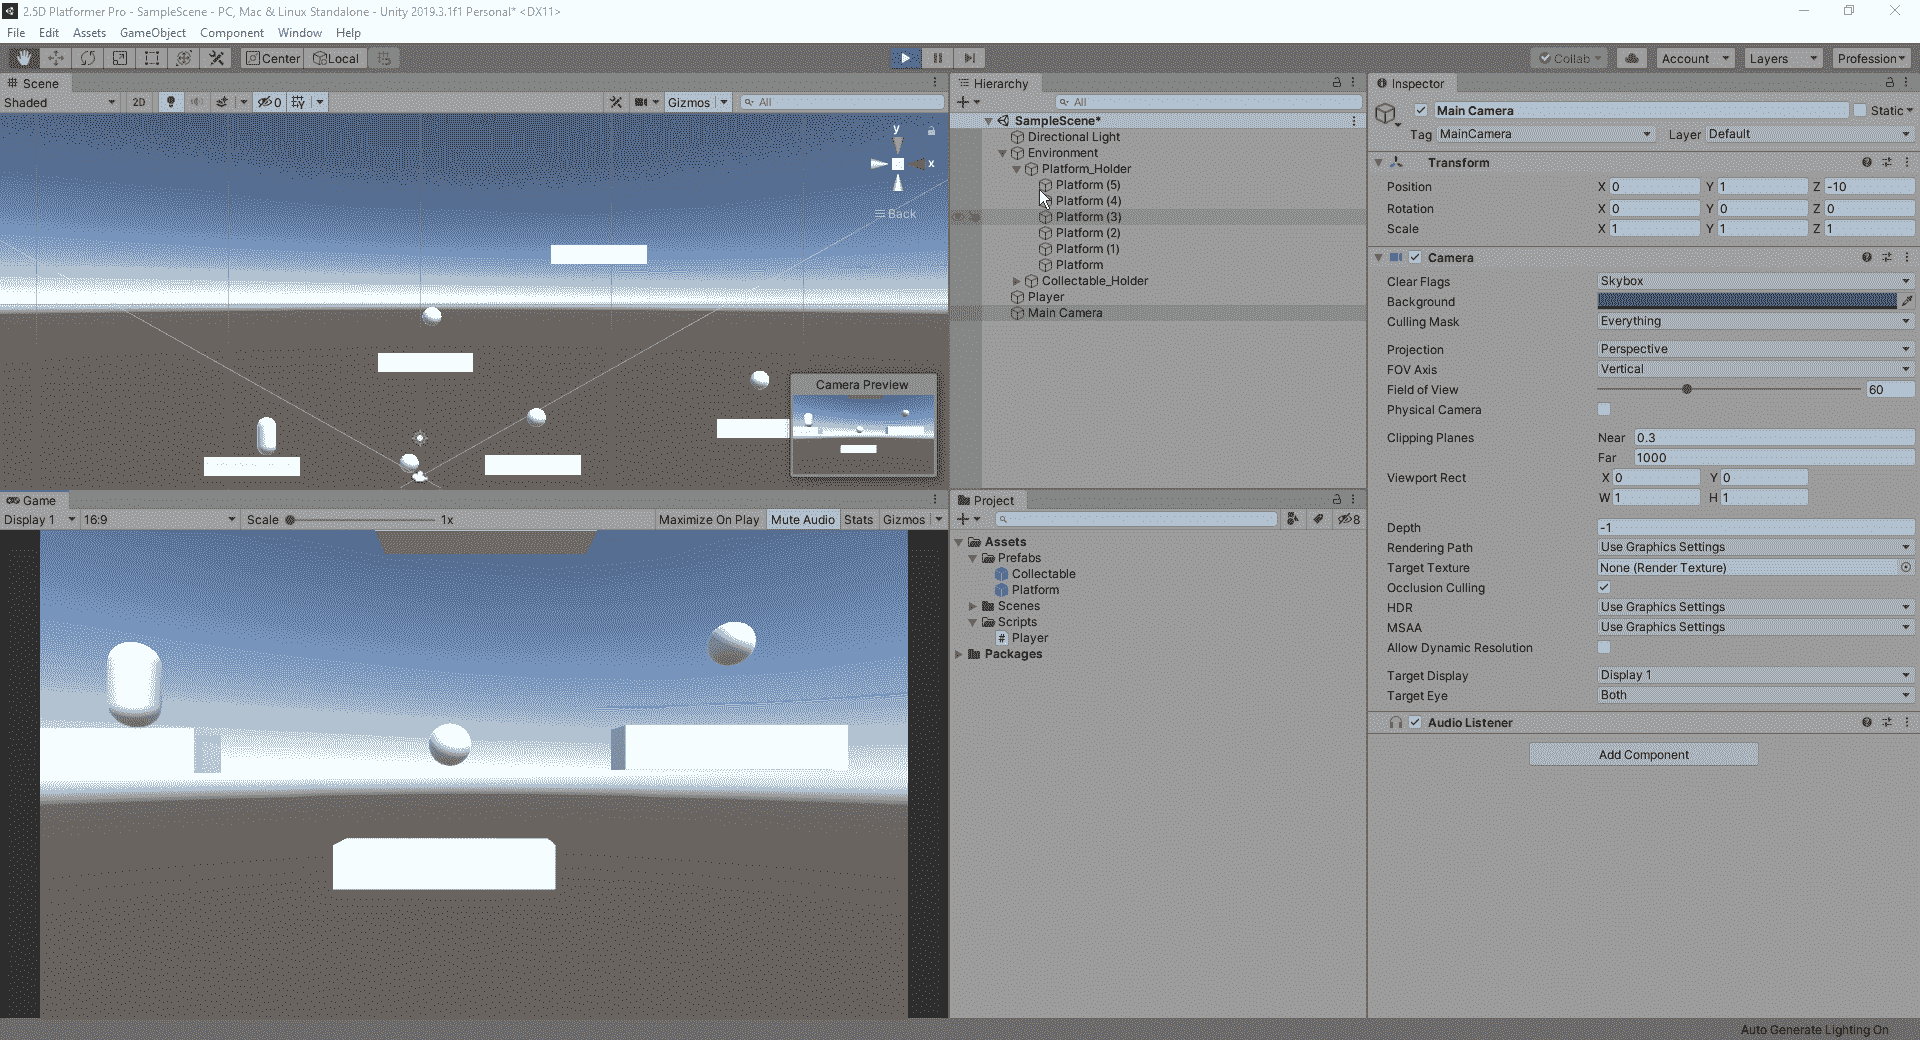 2.5D Platformer Pro - SampleScene - PC, Mac & Linux Standalone - Unity 2019.3.1f1 Personal* <DX11>
File Edit Assets GameObject Component Window Help
Center Local Collab Account Layers Profession
Scene
Shaded 2D 0 Gizmos All
y
x
Back
Camera Preview
Game
Display 1 16:9 Scale 1x Maximize On Play Mute Audio Stats Gizmos
Hierarchy
All
SampleScene*
Directional Light
Environment
Platform_Holder
Platform (5)
Platform (4)
Platform (3)
Platform (2)
Platform (1)
Platform
Collectable_Holder
Player
Main Camera
Project
8
Assets
Prefabs
Collectable
Platform
Scenes
Scripts
# Player
Packages
Inspector
Main Camera Static
Tag MainCamera Layer Default
Transform
Position X 0 Y 1 Z -10
Rotation X 0 Y 0 Z 0
Scale X 1 Y 1 Z 1
Camera
Clear Flags Skybox
Background
Culling Mask Everything
Projection Perspective
FOV Axis Vertical
Field of View 60
Physical Camera
Clipping Planes Near 0.3
Far 1000
Viewport Rect X 0 Y 0
W 1 H 1
Depth -1
Rendering Path Use Graphics Settings
Target Texture None (Render Texture)
Occlusion Culling
HDR Use Graphics Settings
MSAA Use Graphics Settings
Allow Dynamic Resolution
Target Display Display 1
Target Eye Both
Audio Listener
Add Component
Auto Generate Lighting On